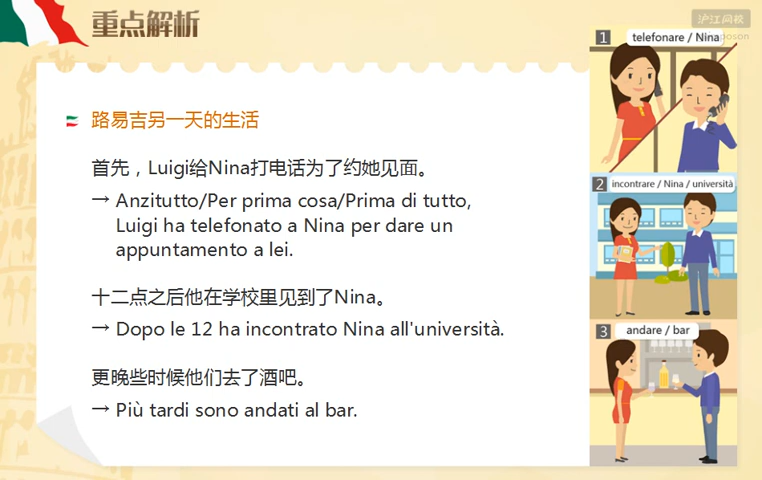 重点解析
沪江网校
路易吉另一天的生活
首先，Luigi给Nina打电话为了约她见面。
→ Anzitutto/Per prima cosa/Prima di tutto,
Luigi ha telefonato a Nina per dare un
appuntamento a lei.
十二点之后他在学校里见到了Nina。
→ Dopo le 12 ha incontrato Nina all'università.
更晚些时候他们去了酒吧。
→ Più tardi sono andati al bar.
1 telefonare / Nina
2 incontrare / Nina / università
3 andare / bar